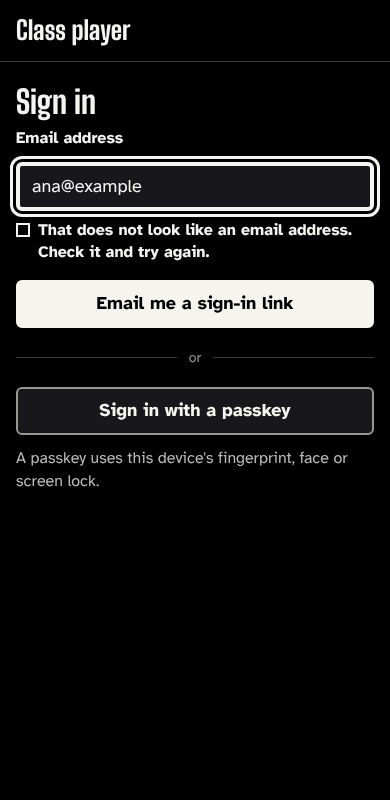 Class player
Sign in
Email address
ana@example
That does not look like an email address.
Check it and try again.
Email me a sign-in link
or
Sign in with a passkey
A passkey uses this device's fingerprint, face or
screen lock.